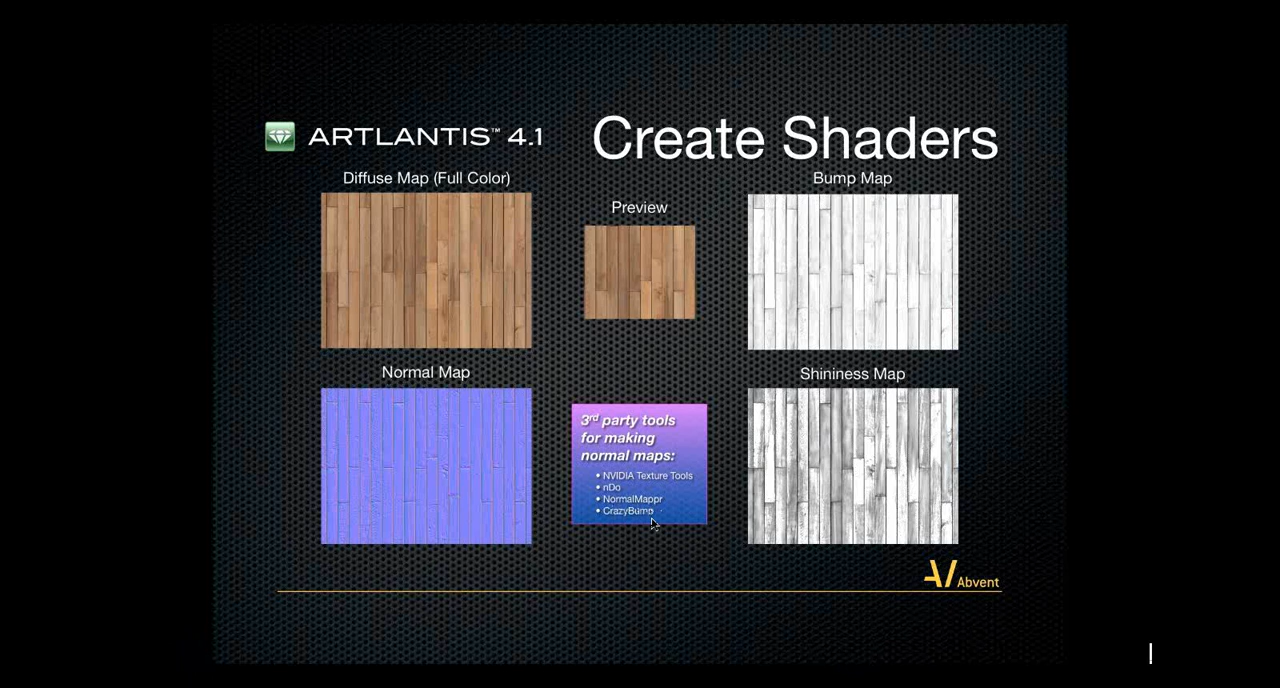 ARTLANTIS™ 4.1
Create Shaders
Diffuse Map (Full Color)
Preview
Bump Map
Normal Map
Shininess Map
3rd party tools
for making
normal maps:
• NVIDIA Texture Tools
• nDo
• NormalMappr
• CrazyBump
Abvent